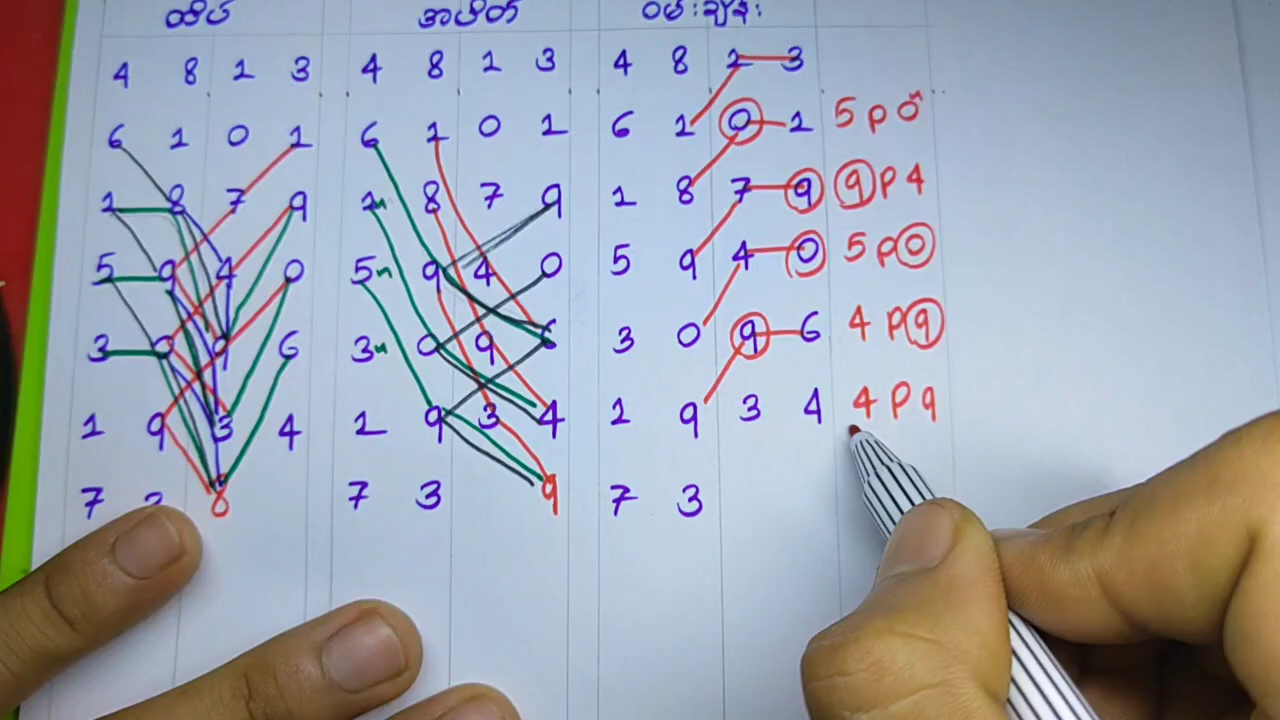 ထိပ် အပိတ် ဝမ်းချိန်း
4 8 1 3 4 8 1 3 4 8 1 3
6 1 0 1 6 1 0 1 6 1 0 1 5 p 0
1 8 7 9 1 8 7 9 1 8 7 9 9 p 4
5 9 4 0 5 9 4 0 5 9 4 0 5 p 0
3 0 9 6 3 0 9 6 3 0 9 6 4 p 9
1 9 3 4 1 9 3 4 1 9 3 4 4 p 9
7 8 7 3 9 7 3